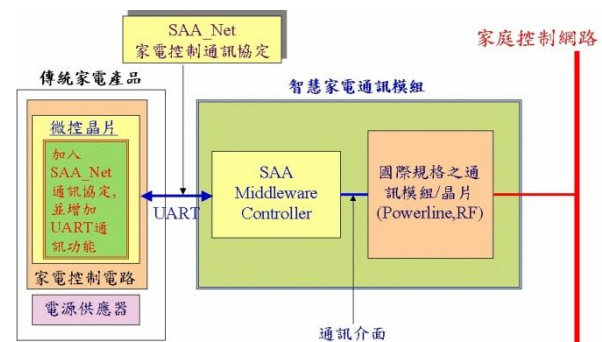 SAA_Net
家電控制通訊協定
家庭控制網路
傳統家電產品
智慧家電通訊模組
微控晶片
加入
SAA_Net
通訊協定,
並增加
UART通
訊功能
UART
SAA
Middleware
Controller
國際規格之通
訊模組/晶片
(Powerline,RF)
家電控制電路
電源供應器
通訊介面